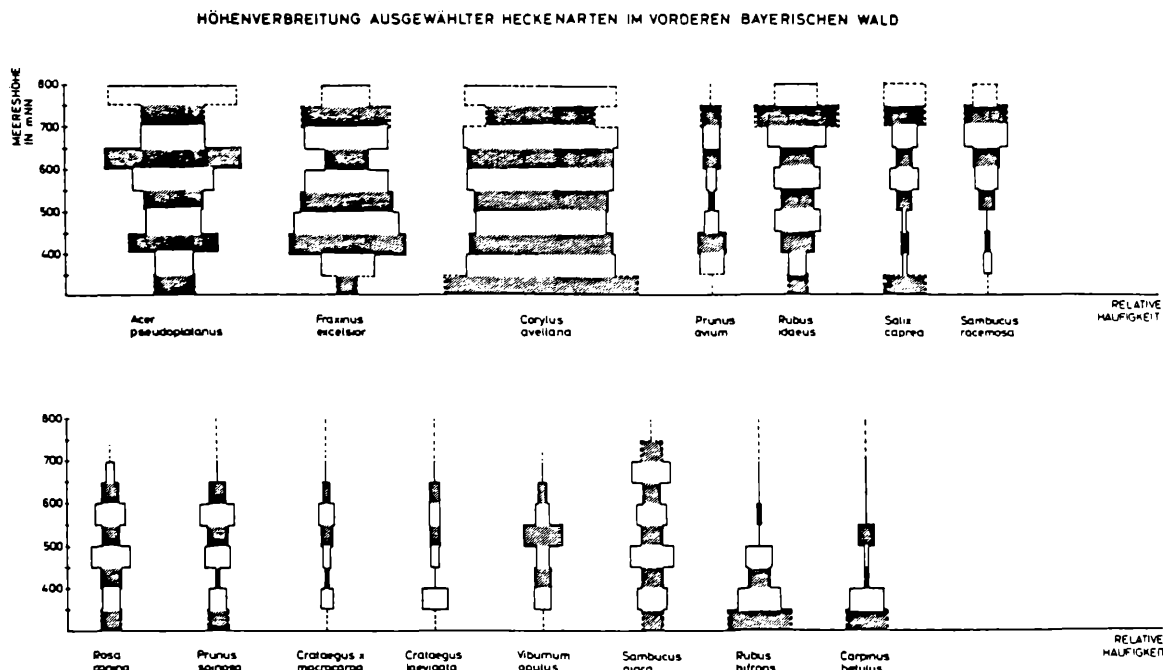 HÖHENVERBREITUNG AUSGEWÄHLTER HECKENARTEN IM VORDEREN BAYERISCHEN WALD
MEERESHÖHE
IN mNN
800
700
600
500
400
Acer
pseudoplatanus
Fraxinus
excelsior
Corylus
avellana
Prunus
avium
Rubus
idaeus
Salix
caprea
Sambucus
racemosa
RELATIVE
HÄUFIGKEIT
800
700
600
500
400
Rosa
canina
Prunus
spinosa
Crataegus x
macrocarpa
Crataegus
laevigata
Viburnum
opulus
Sambucus
nigra
Rubus
bifrons
Carpinus
betulus
RELATIVE
HÄUFIGKEIT